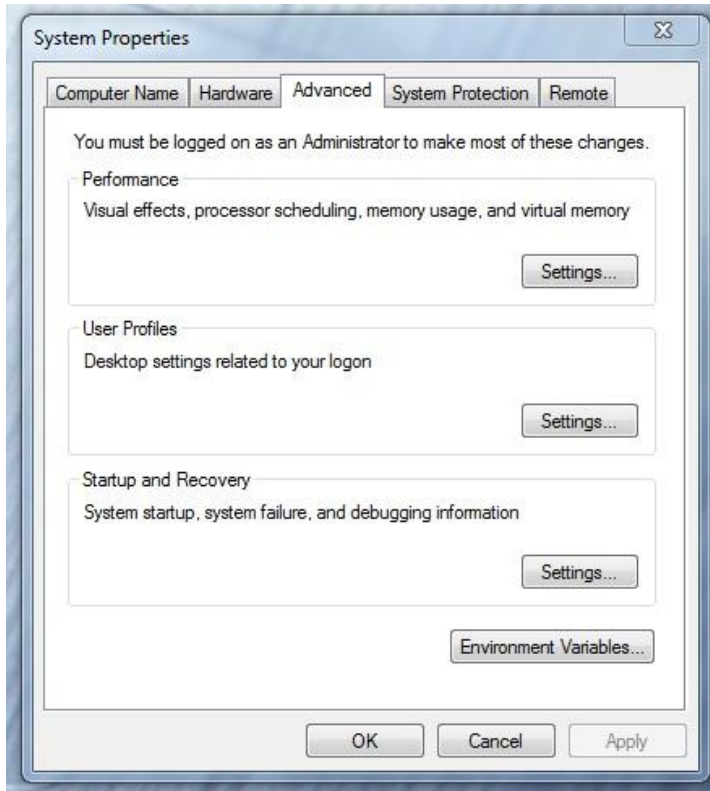 System Properties
Computer Name Hardware Advanced System Protection Remote
You must be logged on as an Administrator to make most of these changes.
Performance
Visual effects, processor scheduling, memory usage, and virtual memory
Settings...
User Profiles
Desktop settings related to your logon
Settings...
Startup and Recovery
System startup, system failure, and debugging information
Settings...
Environment Variables...
OK Cancel Apply